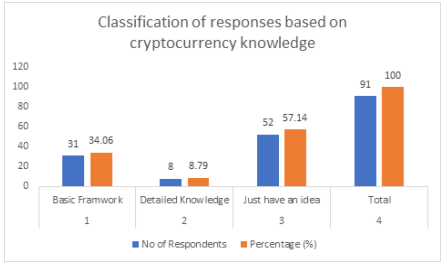 Classification of responses based on
cryptocurrency knowledge
120
100
80
60
40
20
0
31 34.06
8 8.79
52 57.14
91 100
Basic Framwork Detailed Knowledge Just have an idea Total
1 2 3 4
No of Respondents Percentage (%)